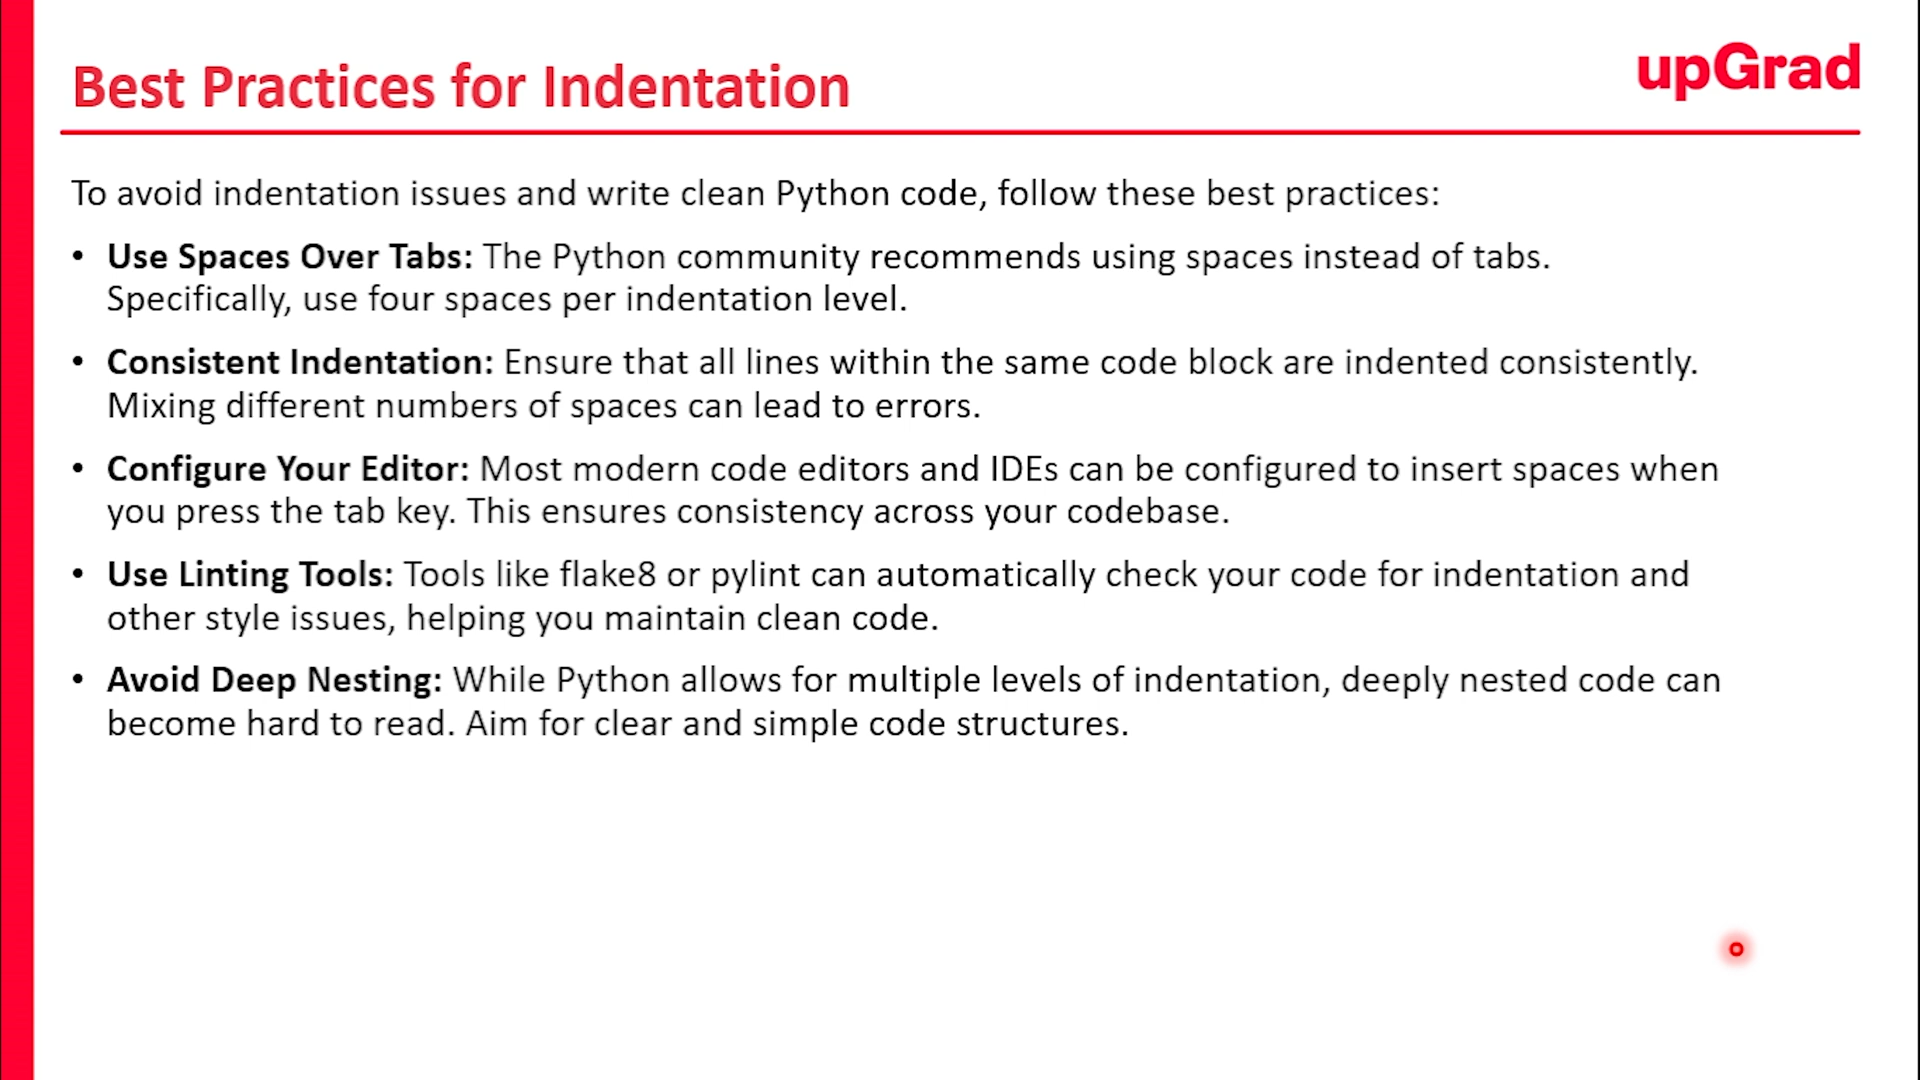 Best Practices for Indentation
upGrad
To avoid indentation issues and write clean Python code, follow these best practices:
• Use Spaces Over Tabs: The Python community recommends using spaces instead of tabs.
Specifically, use four spaces per indentation level.
• Consistent Indentation: Ensure that all lines within the same code block are indented consistently.
Mixing different numbers of spaces can lead to errors.
• Configure Your Editor: Most modern code editors and IDEs can be configured to insert spaces when
you press the tab key. This ensures consistency across your codebase.
• Use Linting Tools: Tools like flake8 or pylint can automatically check your code for indentation and
other style issues, helping you maintain clean code.
• Avoid Deep Nesting: While Python allows for multiple levels of indentation, deeply nested code can
become hard to read. Aim for clear and simple code structures.